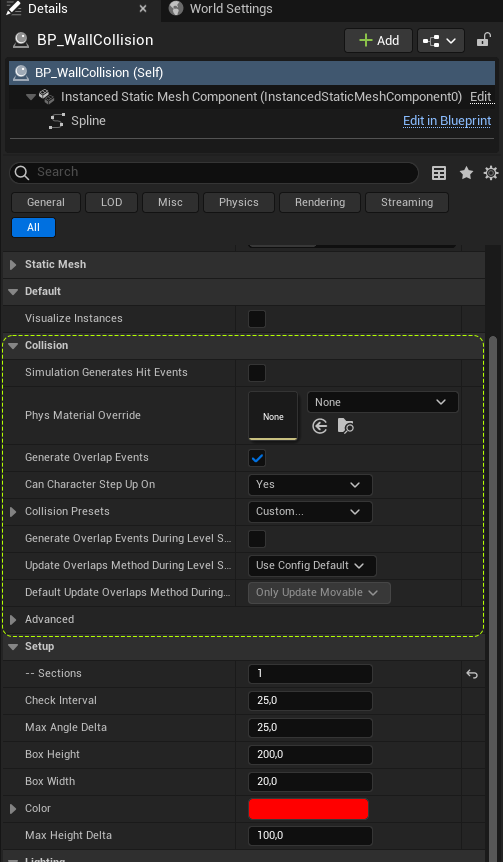 Details
World Settings
BP_WallCollision
Add
BP_WallCollision (Self)
Instanced Static Mesh Component (InstancedStaticMeshComponent0) Edit
Spline Edit in Blueprint
Search
General LOD Misc Physics Rendering Streaming
All
Static Mesh
Default
Visualize Instances
Collision
Simulation Generates Hit Events
None
Phys Material Override None
Generate Overlap Events
Can Character Step Up On Yes
Collision Presets Custom...
Generate Overlap Events During Level S...
Update Overlaps Method During Level S... Use Config Default
Default Update Overlaps Method During... Only Update Movable
Advanced
Setup
-- Sections 1
Check Interval 25,0
Max Angle Delta 25,0
Box Height 200,0
Box Width 20,0
Color
Max Height Delta 100,0
Lighting